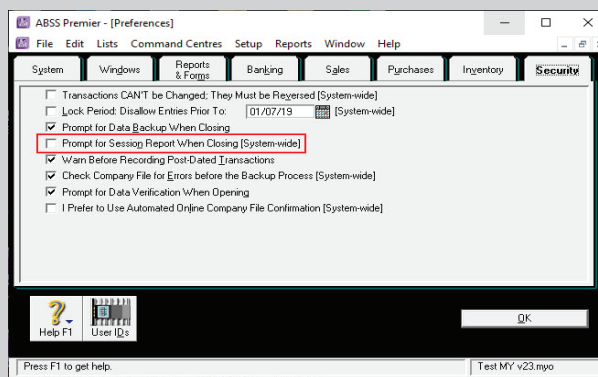 ABSS Premier - [Preferences]
File Edit Lists Command Centres Setup Reports Window Help
System Windows Reports & Forms Banking Sales Purchases Inventory Security
Transactions CAN'T be Changed; They Must be Reversed [System-wide]
Lock Period: Disallow Entries Prior To: 01/07/19 [System-wide]
Prompt for Data Backup When Closing
Prompt for Session Report When Closing [System-wide]
Warn Before Recording Post-Dated Transactions
Check Company File for Errors before the Backup Process [System-wide]
Prompt for Data Verification When Opening
I Prefer to Use Automated Online Company File Confirmation [System-wide]
Help F1 User IDs OK
Press F1 to get help. Test MY v23.myo